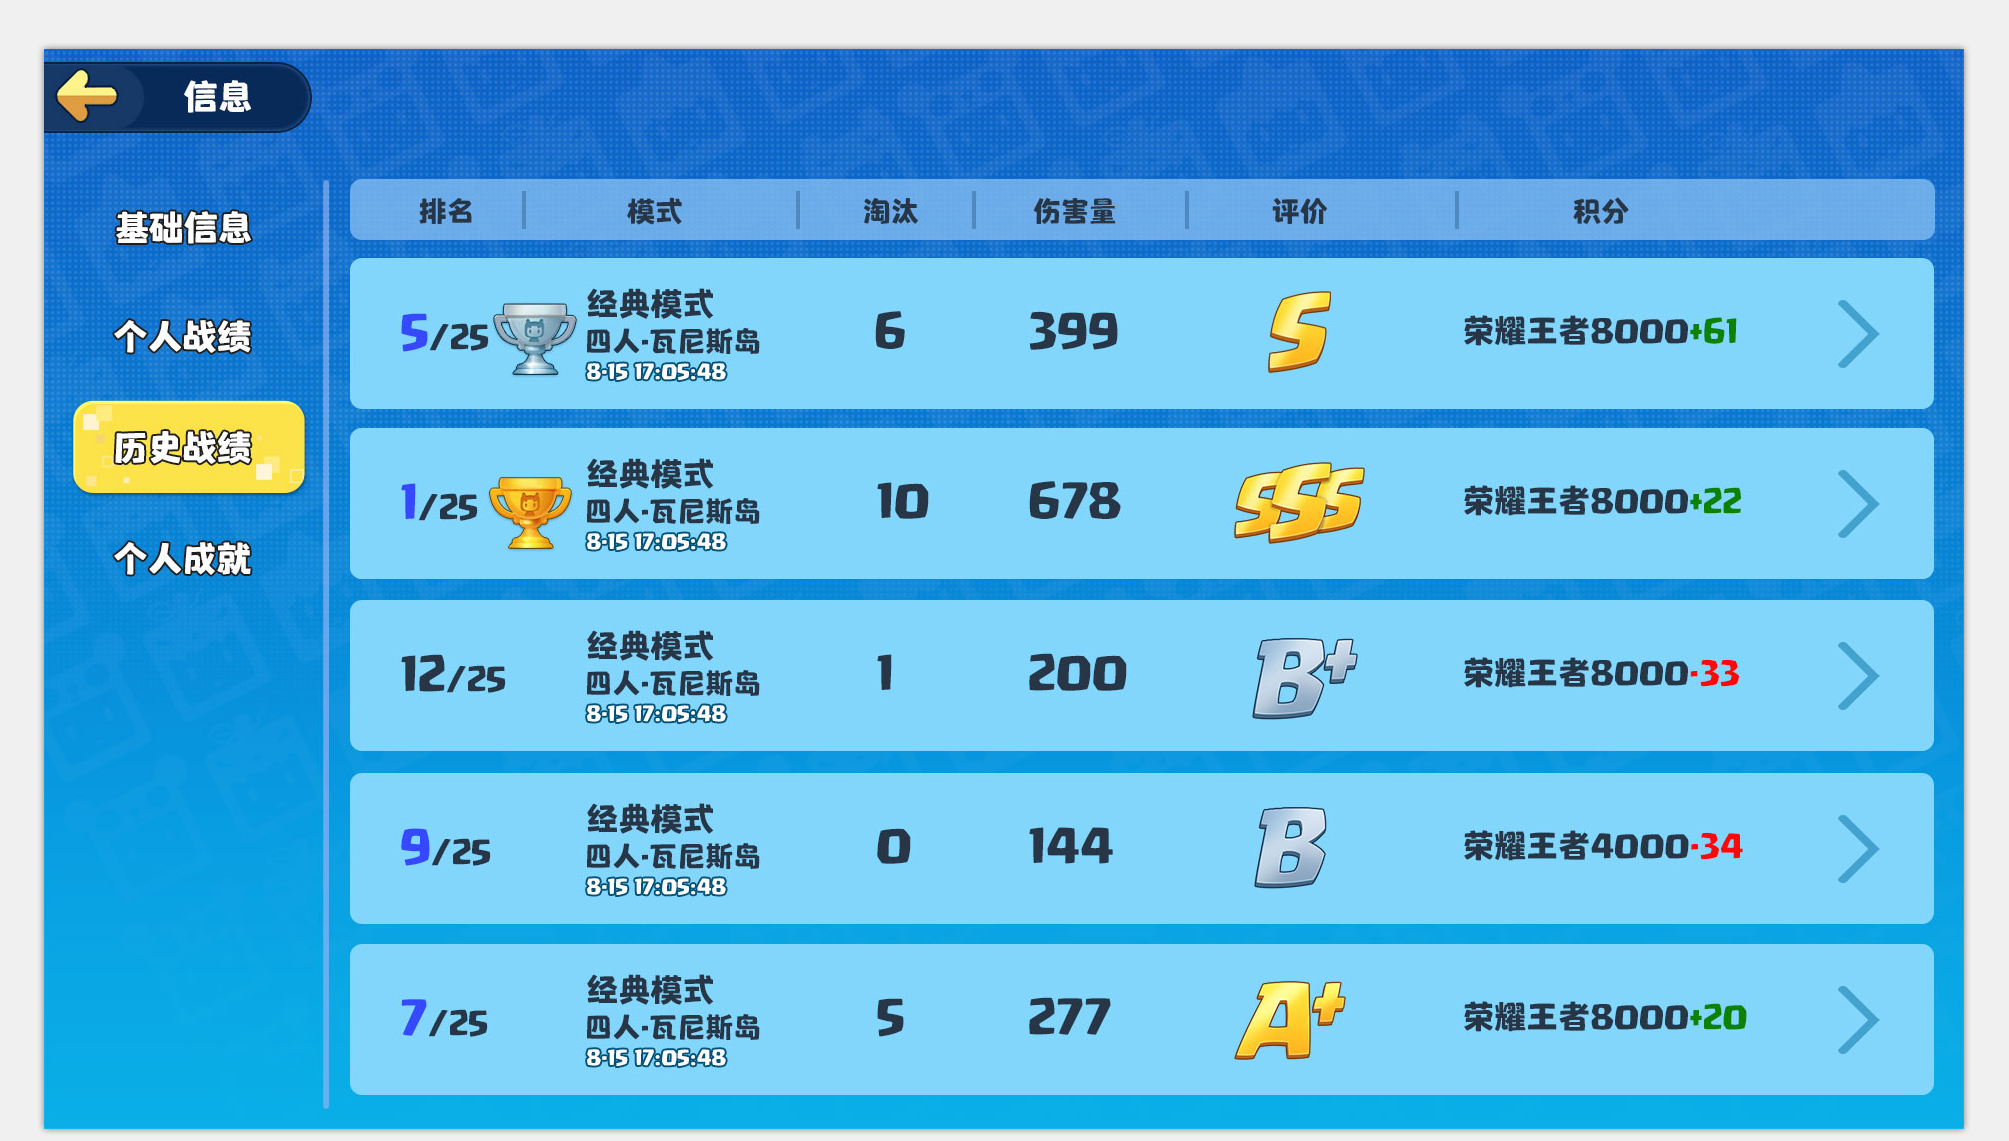 信息
基础信息
个人战绩
历史战绩
个人成就
排名 模式 淘汰 伤害量 评价 积分
5/25 经典模式 6 399 S 荣耀王者8000+61
四人·瓦尼斯岛
8-15 17:05:48
1/25 经典模式 10 678 SSS 荣耀王者8000+22
四人·瓦尼斯岛
8-15 17:05:48
12/25 经典模式 1 200 B+ 荣耀王者8000-33
四人·瓦尼斯岛
8-15 17:05:48
9/25 经典模式 0 144 B 荣耀王者4000-34
四人·瓦尼斯岛
8-15 17:05:48
7/25 经典模式 5 277 A+ 荣耀王者8000+20
四人·瓦尼斯岛
8-15 17:05:48